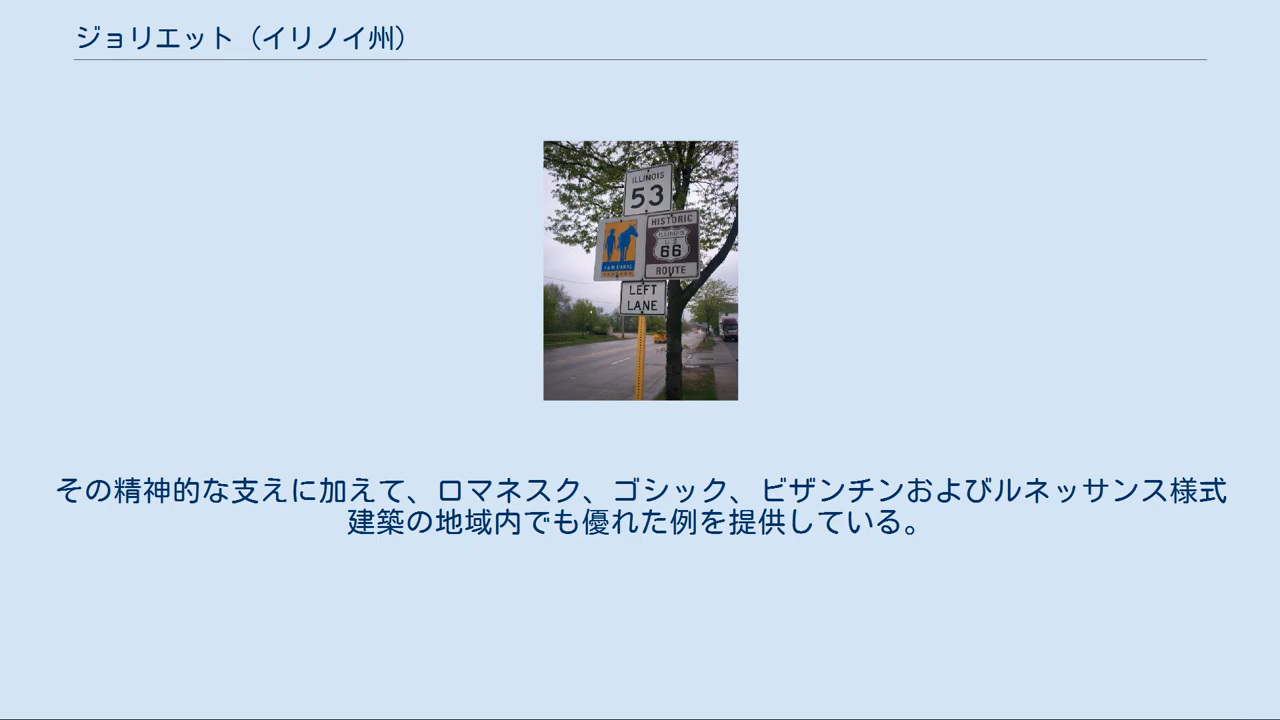 ジョリエット（イリノイ州）
ILLINOIS
53
HISTORIC
ILLINOIS
U S
66
ROUTE
I&M CANAL
LEFT
LANE
その精神的な支えに加えて、ロマネスク、ゴシック、ビザンチンおよびルネッサンス様式
建築の地域内でも優れた例を提供している。